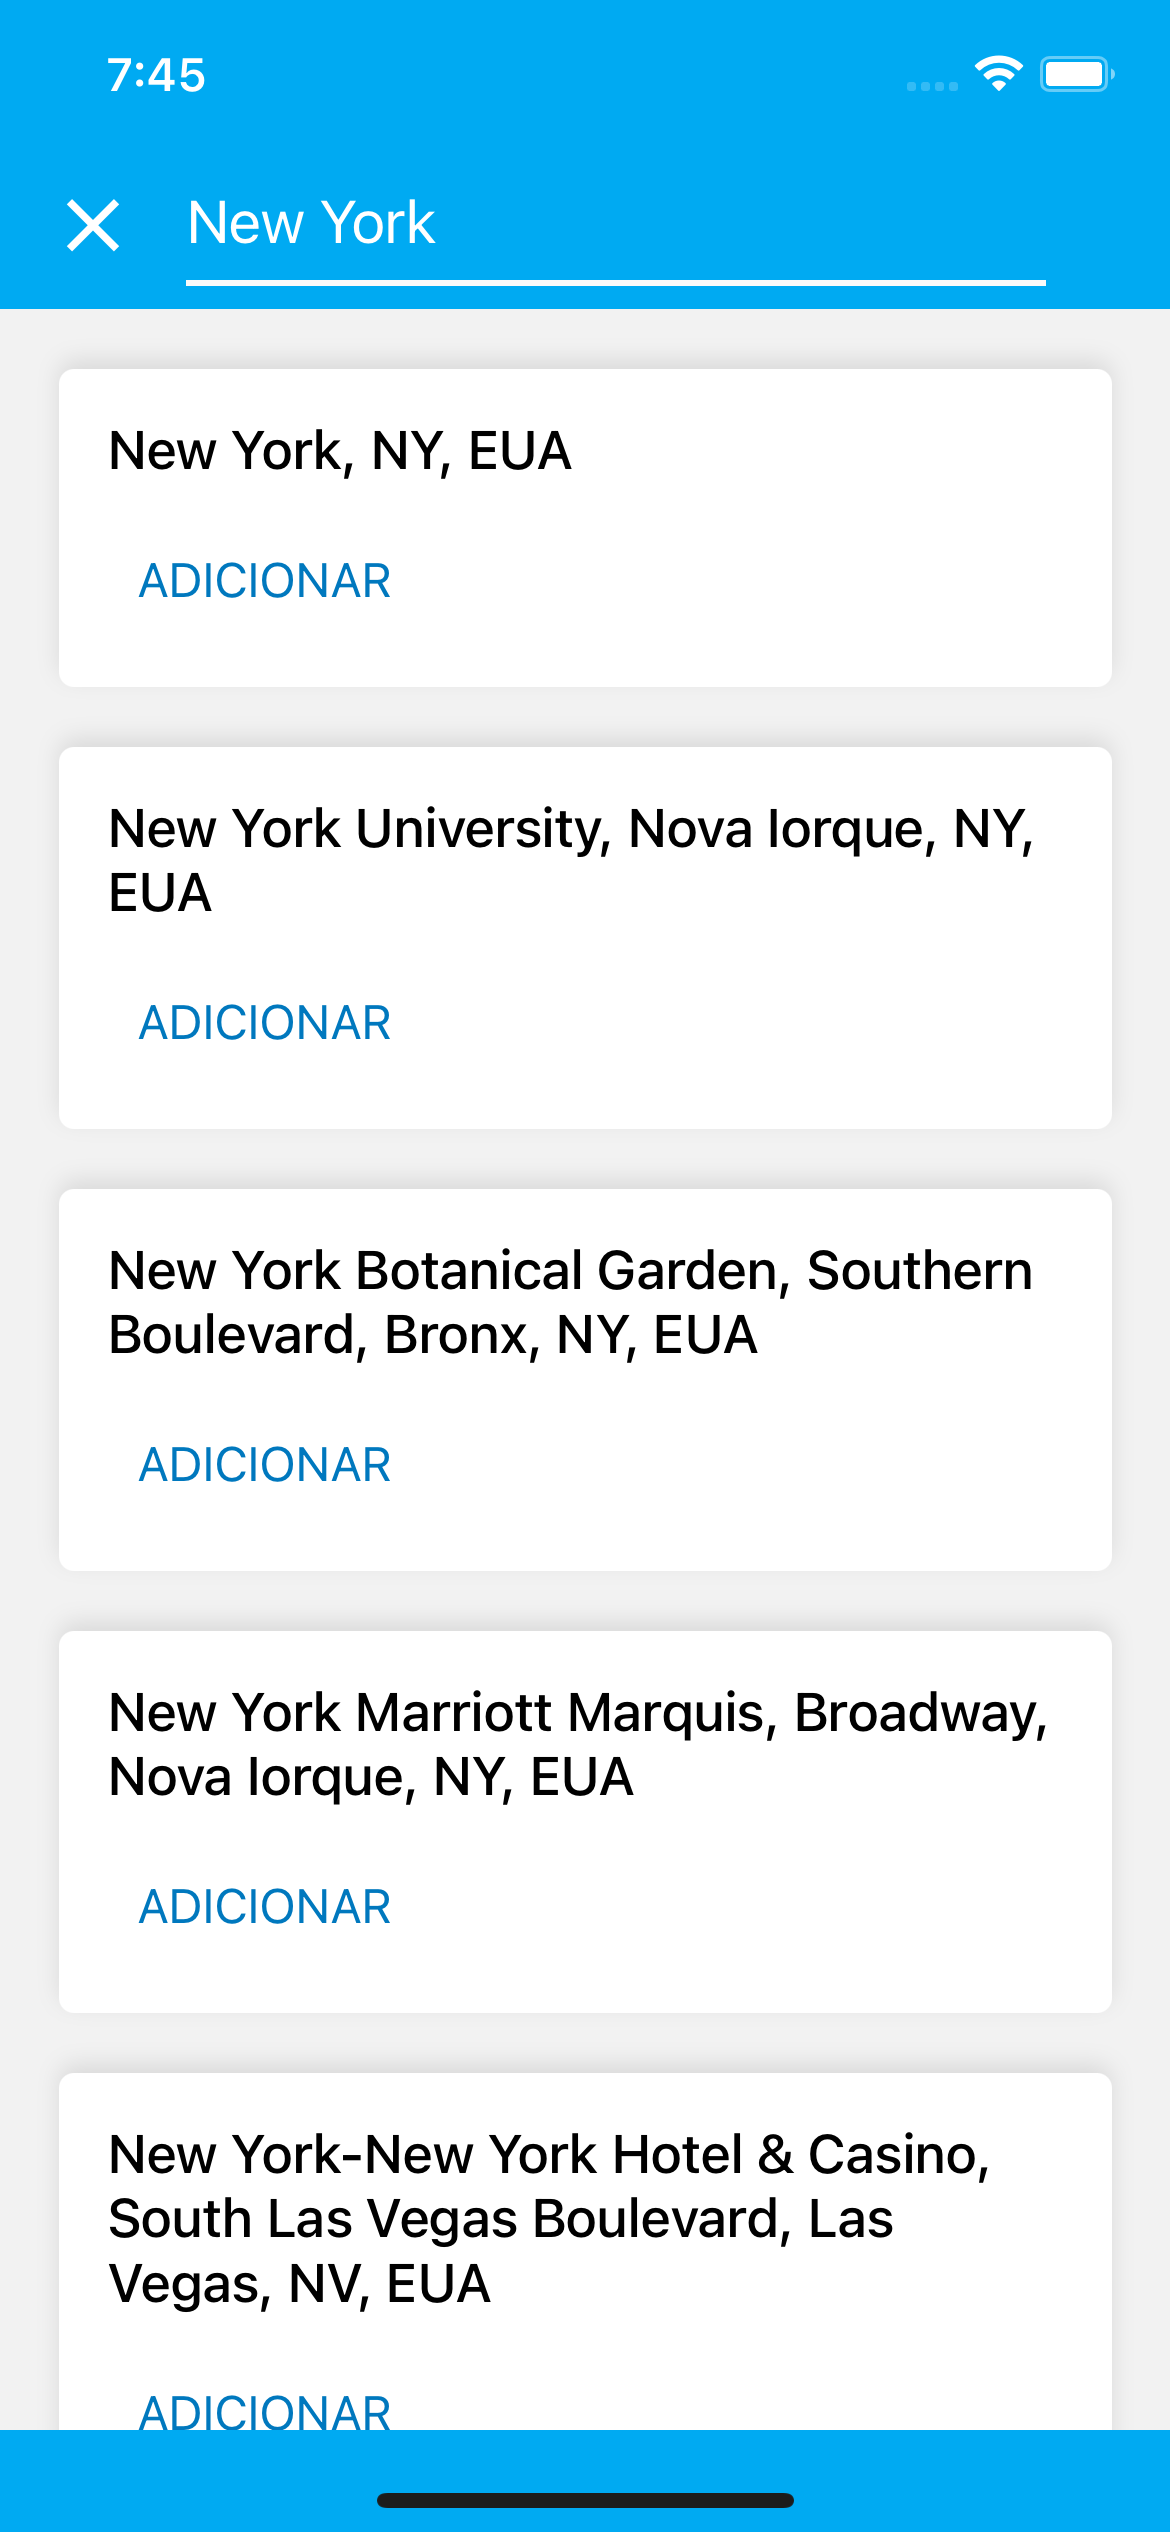 7:45
New York
New York, NY, EUA
ADICIONAR
New York University, Nova Iorque, NY,
EUA
ADICIONAR
New York Botanical Garden, Southern
Boulevard, Bronx, NY, EUA
ADICIONAR
New York Marriott Marquis, Broadway,
Nova Iorque, NY, EUA
ADICIONAR
New York-New York Hotel & Casino,
South Las Vegas Boulevard, Las
Vegas, NV, EUA
ADICIONAR